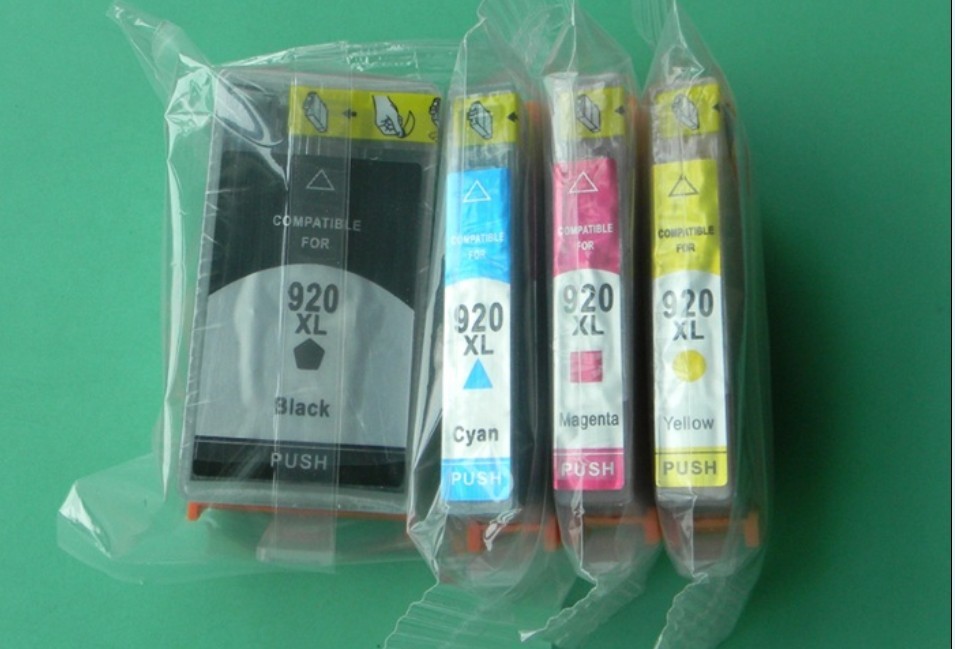 COMPATIBLE
FOR
920
XL
Black
PUSH
COMPATIBLE
FOR
920
XL
Cyan
PUSH
COMPATIBLE
FOR
920
XL
Magenta
PUSH
COMPATIBLE
FOR
920
XL
Yellow
PUSH